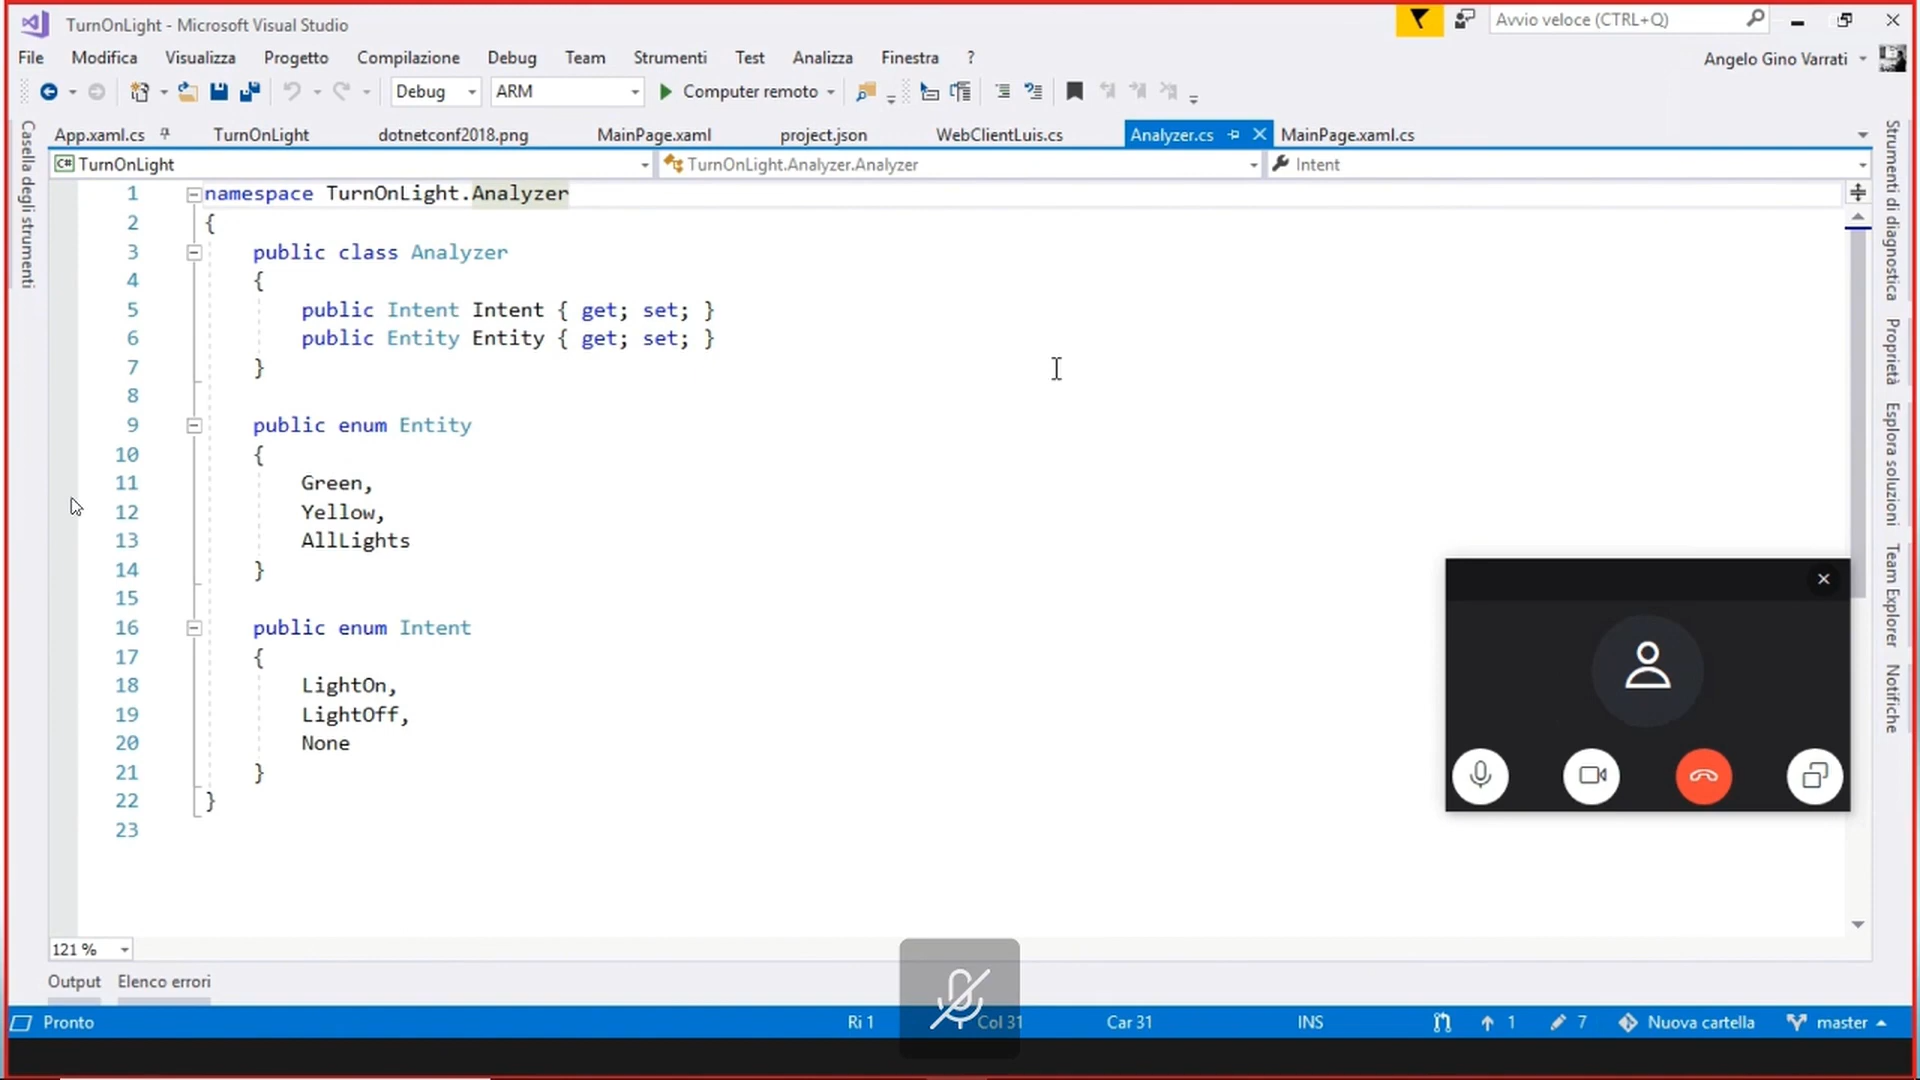 TurnOnLight - Microsoft Visual Studio
Avvio veloce (CTRL+Q)
File Modifica Visualizza Progetto Compilazione Debug Team Strumenti Test Analizza Finestra ?
Angelo Gino Varrati
Debug ARM Computer remoto
App.xaml.cs TurnOnLight dotnetconf2018.png MainPage.xaml project.json WebClientLuis.cs Analyzer.cs MainPage.xaml.cs
C# TurnOnLight TurnOnLight.Analyzer.Analyzer Intent
Casella degli strumenti
1 namespace TurnOnLight.Analyzer
2 {
3 public class Analyzer
4 {
5 public Intent Intent { get; set; }
6 public Entity Entity { get; set; }
7 }
8
9 public enum Entity
10 {
11 Green,
12 Yellow,
13 AllLights
14 }
15
16 public enum Intent
17 {
18 LightOn,
19 LightOff,
20 None
21 }
22 }
23
Strumenti di diagnostica
Proprietà
Esplora soluzioni
Team Explorer
Notifiche
121 %
Output Elenco errori
Pronto Ri 1 Col 31 Car 31 INS 1 7 Nuova cartella master